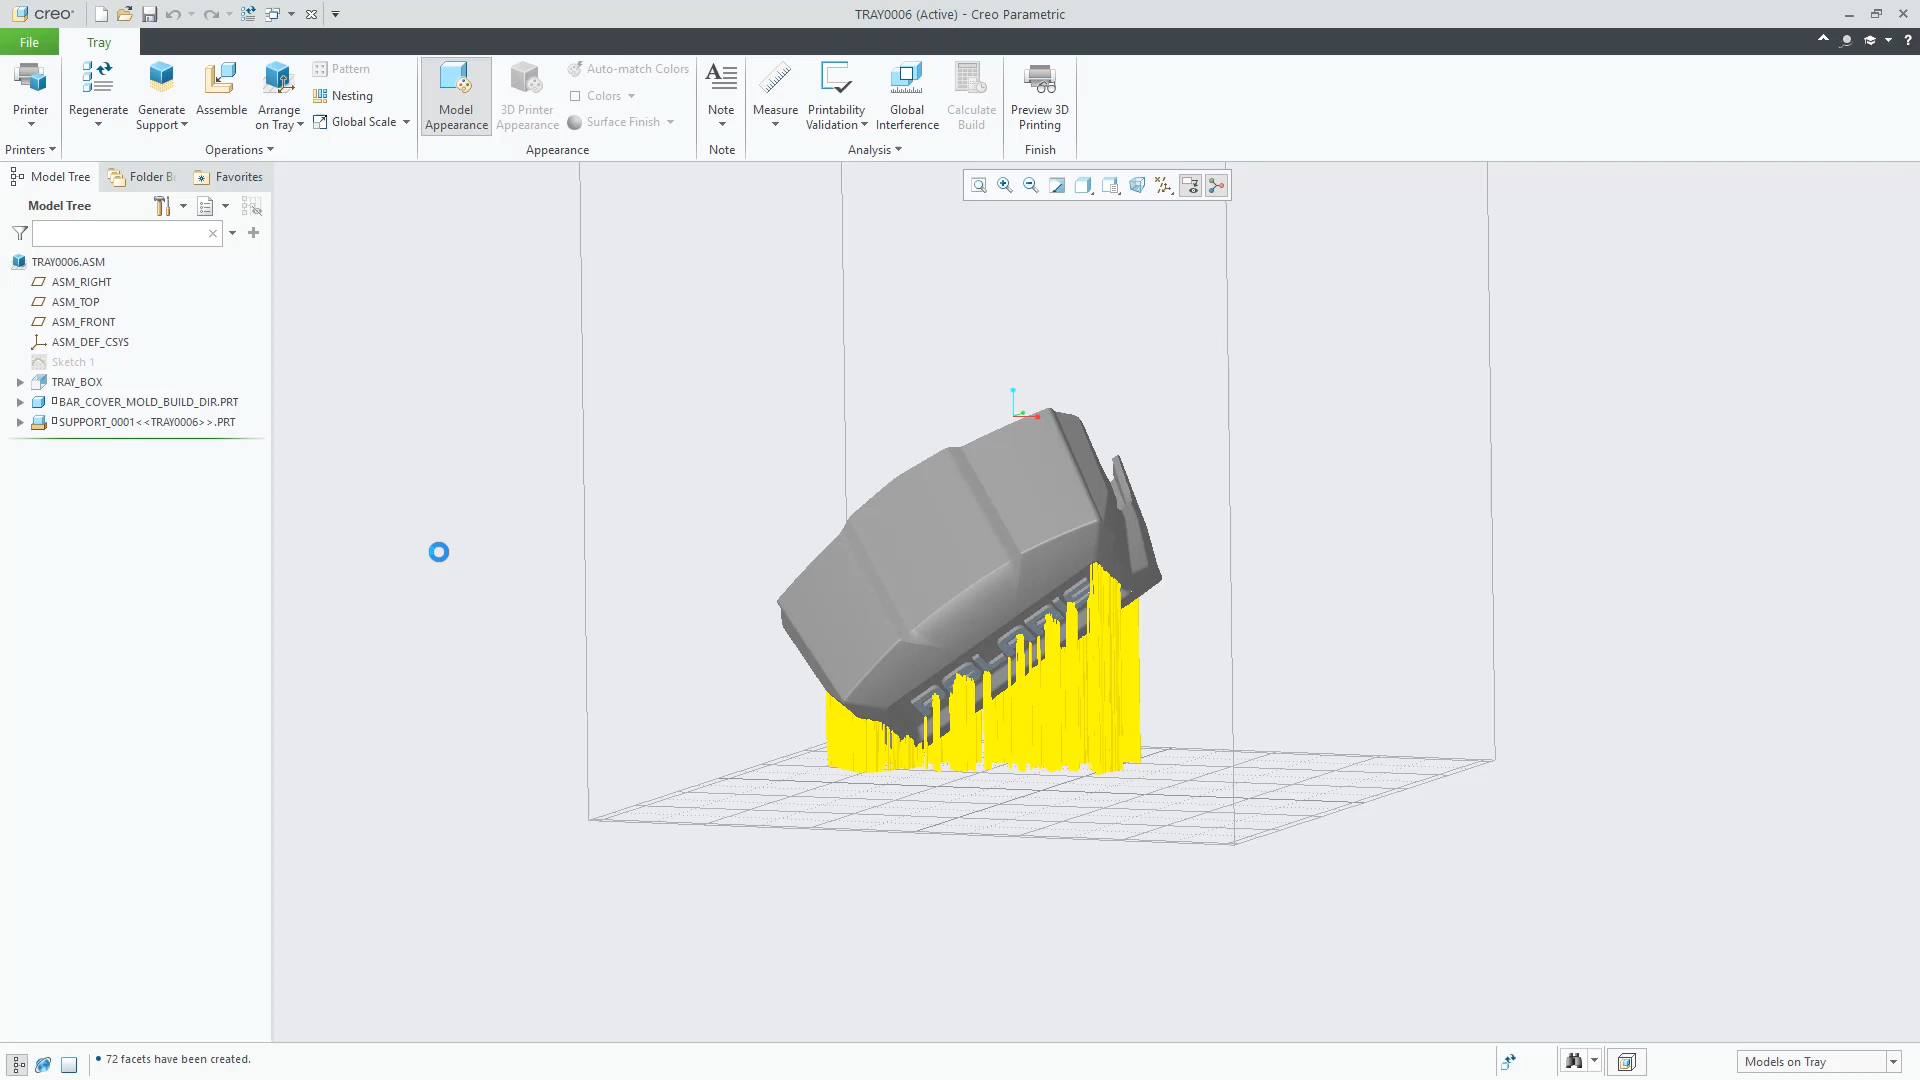 creo
TRAY0006 (Active) - Creo Parametric
File
Tray
Printer
Regenerate
Generate
Support
Assemble
Arrange
on Tray
Pattern
Nesting
Global Scale
Model
Appearance
3D Printer
Appearance
Auto-match Colors
Colors
Surface Finish
Note
Measure
Printability
Validation
Global
Interference
Calculate
Build
Preview 3D
Printing
Printers
Operations
Appearance
Note
Analysis
Finish
Model Tree
Folder B
Favorites
Model Tree
TRAY0006.ASM
ASM_RIGHT
ASM_TOP
ASM_FRONT
ASM_DEF_CSYS
Sketch 1
TRAY_BOX
BAR_COVER_MOLD_BUILD_DIR.PRT
SUPPORT_0001<<TRAY0006>>.PRT
72 facets have been created.
Models on Tray